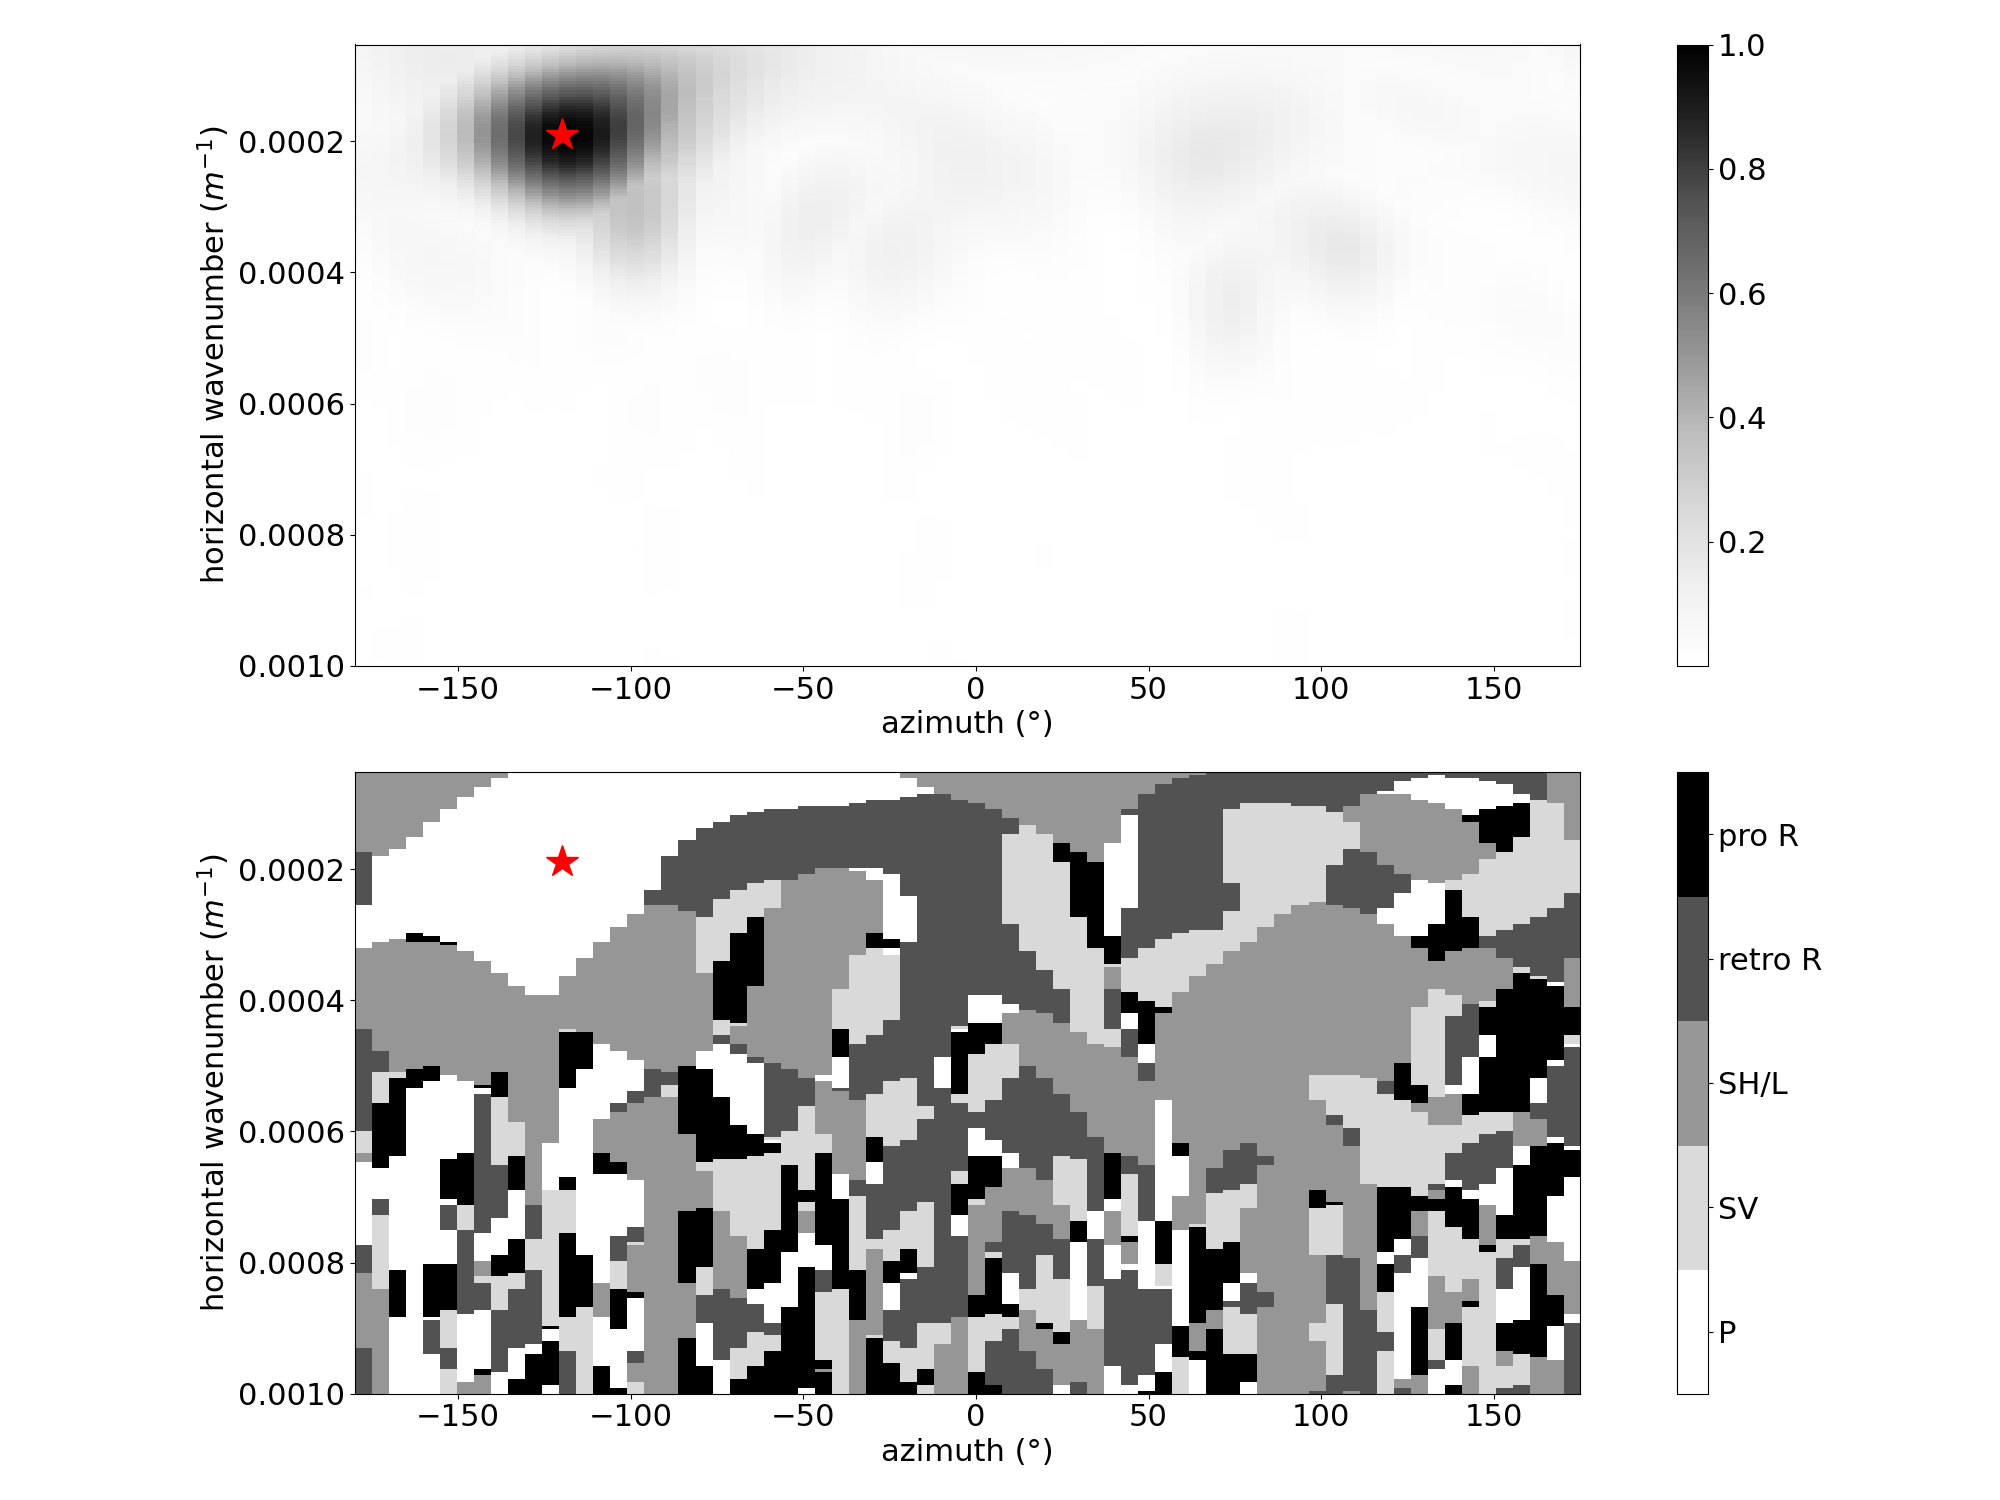 horizontal wavenumber (m⁻¹)
0.0002
0.0004
0.0006
0.0008
0.0010
−150 −100 −50 0 50 100 150
azimuth (°)
1.0
0.8
0.6
0.4
0.2
horizontal wavenumber (m⁻¹)
0.0002
0.0004
0.0006
0.0008
0.0010
−150 −100 −50 0 50 100 150
azimuth (°)
pro R
retro R
SH/L
SV
P